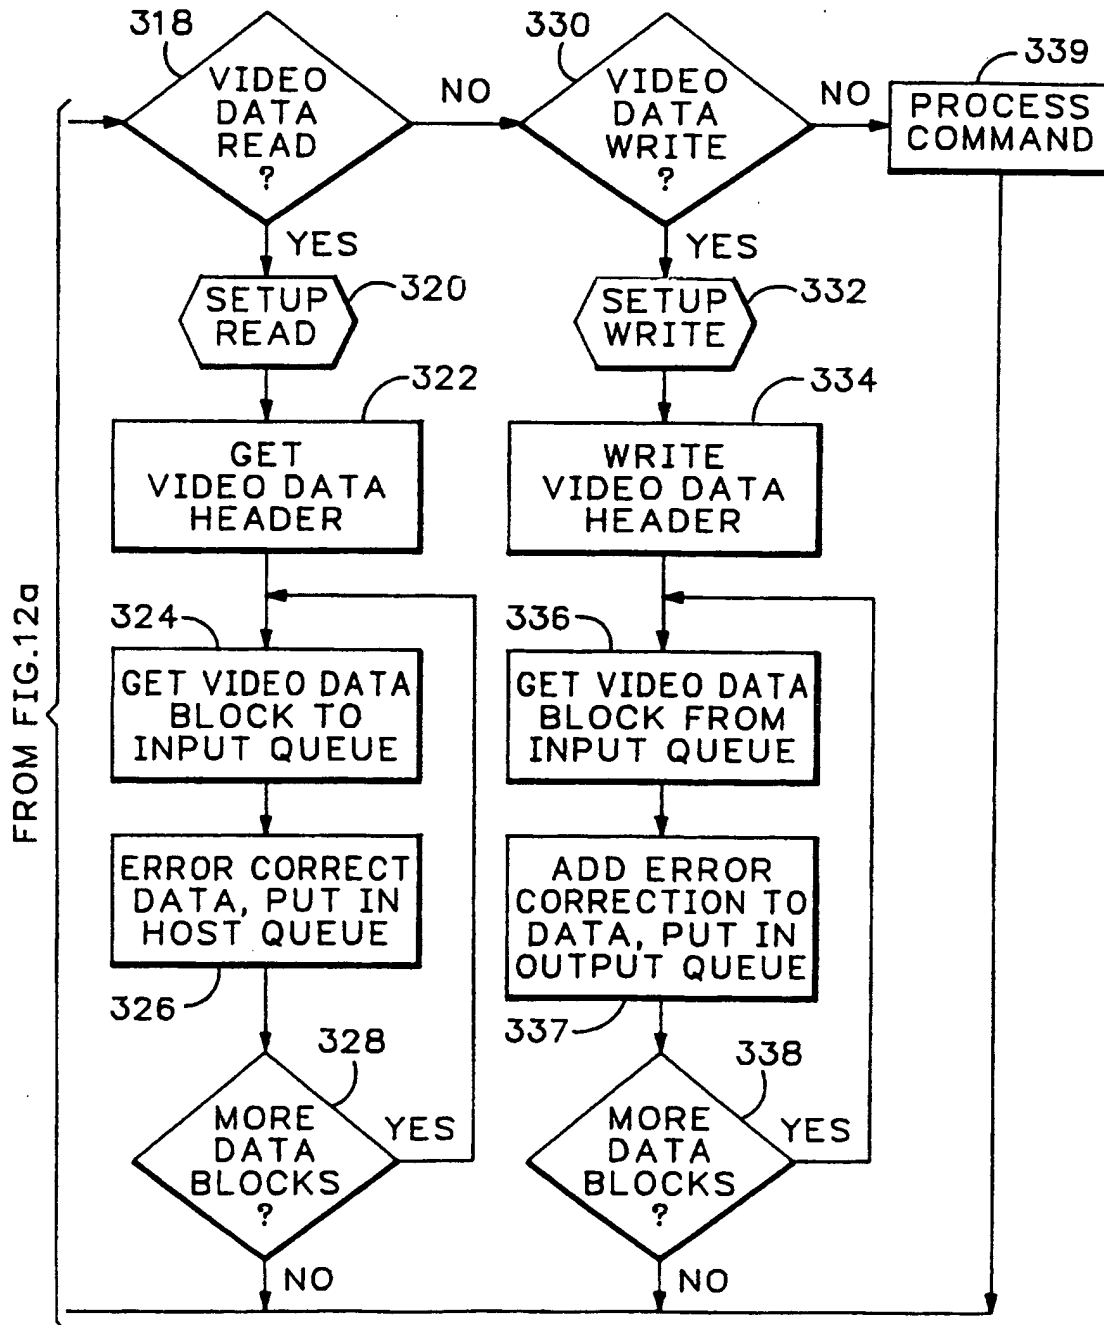 318
VIDEO
DATA
READ
?
NO
330
VIDEO
DATA
WRITE
?
NO
339
PROCESS
COMMAND
YES
SETUP
READ
320
YES
SETUP
WRITE
332
322
GET
VIDEO DATA
HEADER
334
WRITE
VIDEO DATA
HEADER
FROM FIG.12a
324
GET VIDEO DATA
BLOCK TO
INPUT QUEUE
336
GET VIDEO DATA
BLOCK FROM
INPUT QUEUE
ERROR CORRECT
DATA, PUT IN
HOST QUEUE
326
ADD ERROR
CORRECTION TO
DATA, PUT IN
OUTPUT QUEUE
337
328
MORE
DATA
BLOCKS
?
YES
NO
338
MORE
DATA
BLOCKS
?
YES
NO